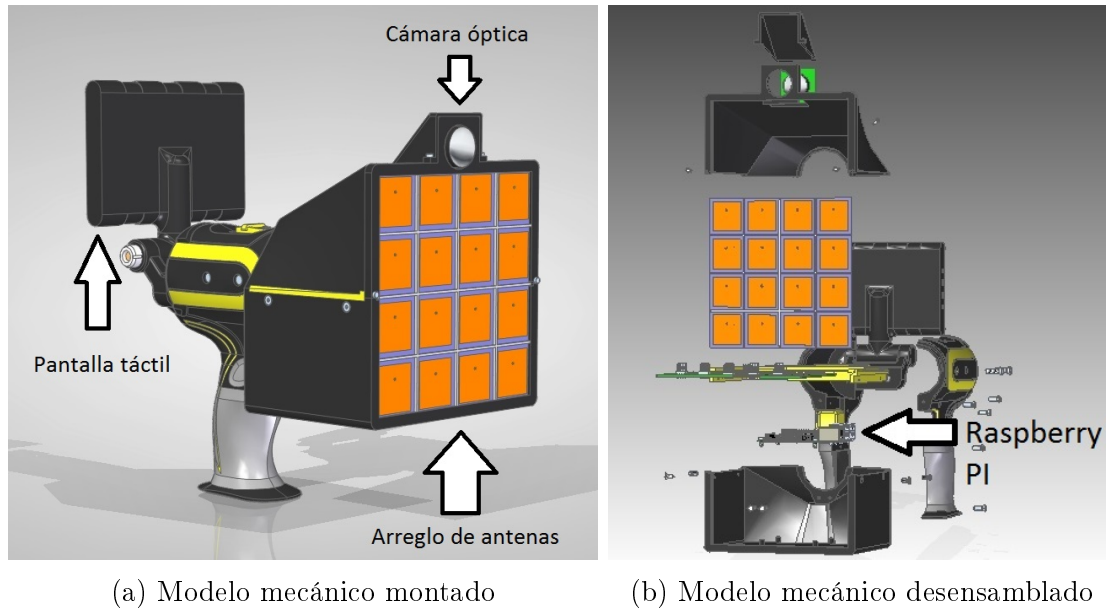 Cámara óptica
Pantalla táctil
Arreglo de antenas
Raspberry
PI
(a) Modelo mecánico montado
(b) Modelo mecánico desensamblado